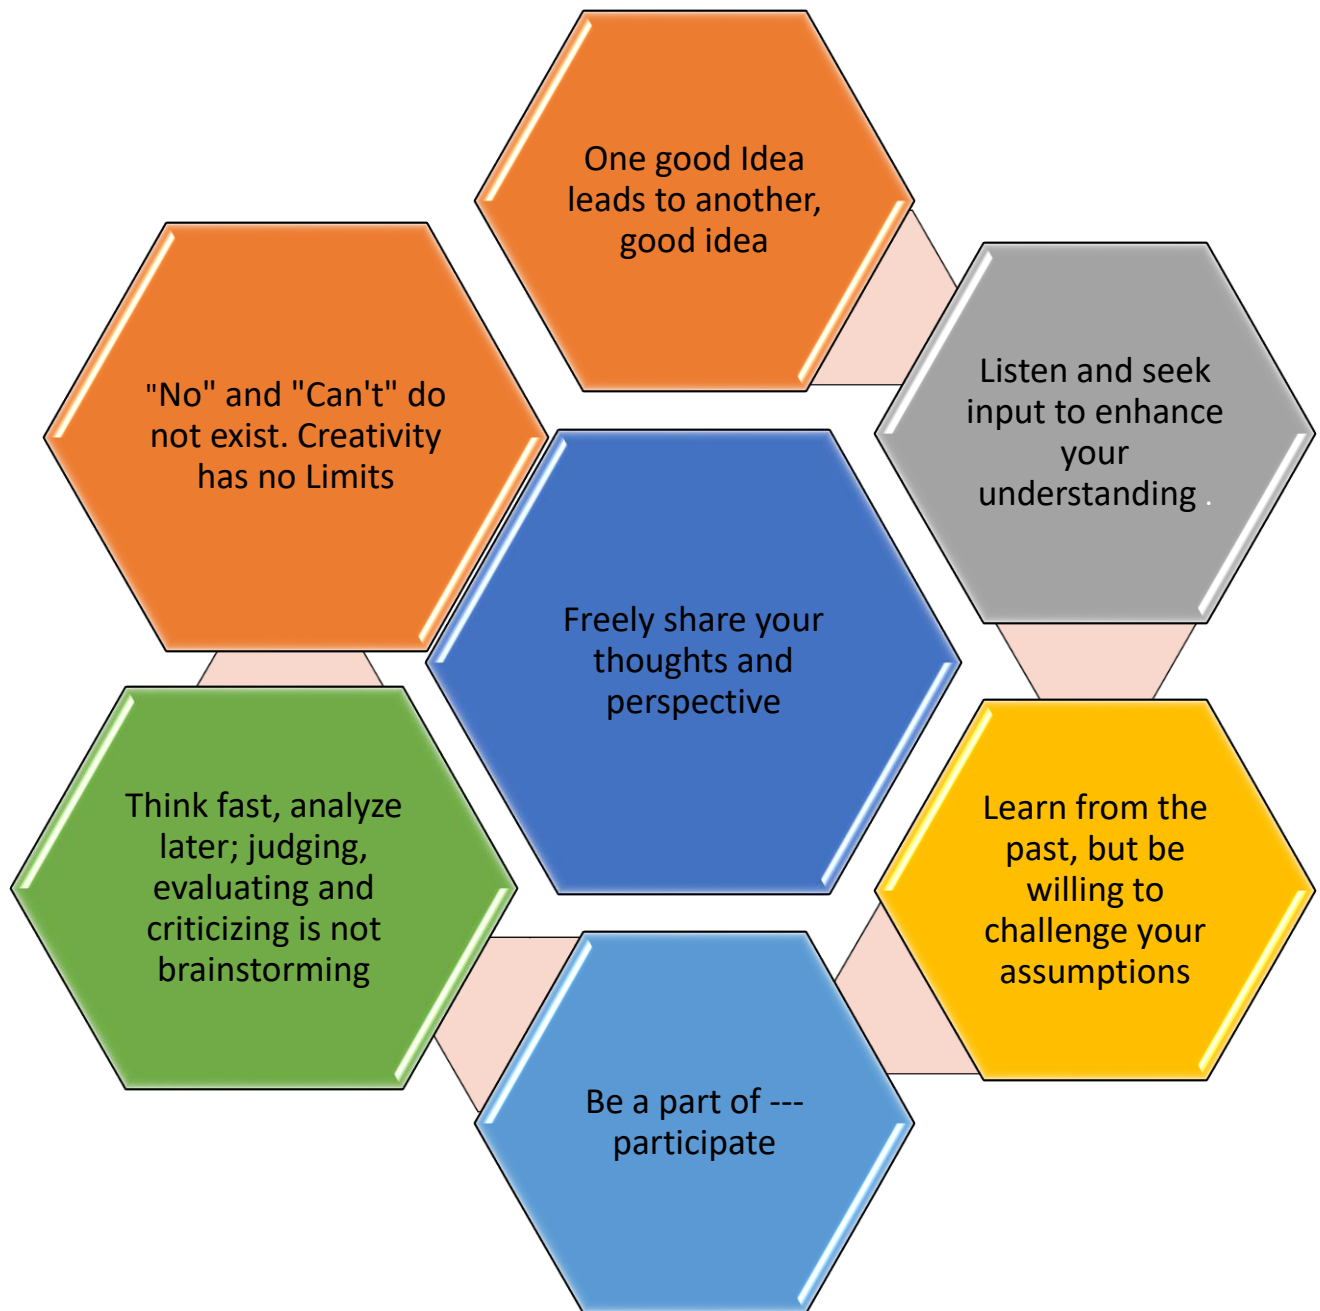 One good Idea
leads to another,
good idea
Listen and seek
input to enhance
your
understanding .
Learn from the
past, but be
willing to
challenge your
assumptions
Be a part of ---
participate
Think fast, analyze
later; judging,
evaluating and
criticizing is not
brainstorming
"No" and "Can't" do
not exist. Creativity
has no Limits
Freely share your
thoughts and
perspective